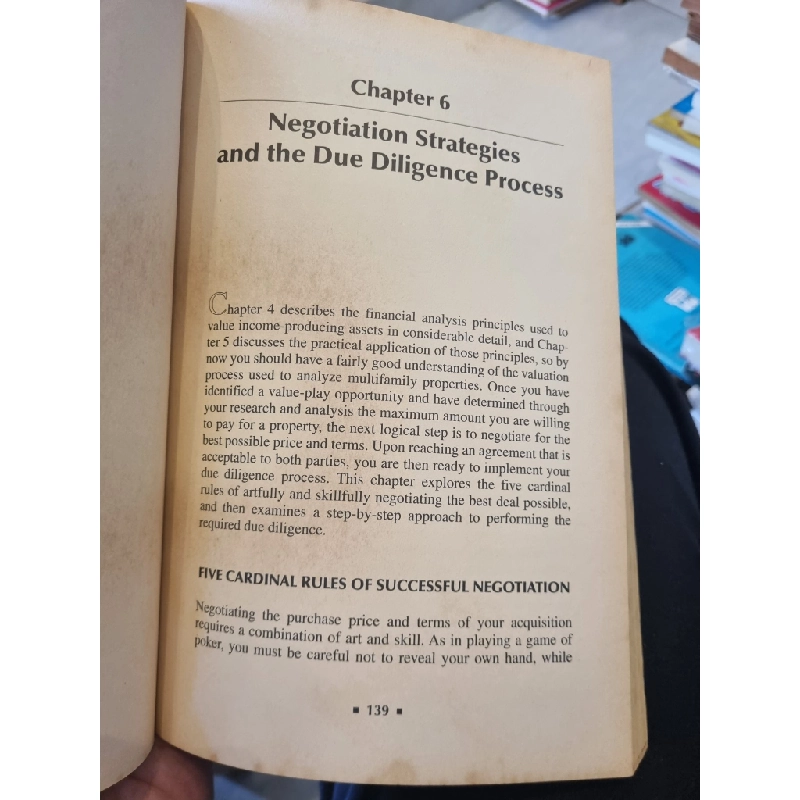 Chapter 6
Negotiation Strategies
and the Due Diligence Process
Chapter 4 describes the financial analysis principles used to
value income-producing assets in considerable detail, and Chap-
ter 5 discusses the practical application of those principles, so by
now you should have a fairly good understanding of the valuation
process used to analyze multifamily properties. Once you have
identified a value-play opportunity and have determined through
your research and analysis the maximum amount you are willing
to pay for a property, the next logical step is to negotiate for the
best possible price and terms. Upon reaching an agreement that is
acceptable to both parties, you are then ready to implement your
due diligence process. This chapter explores the five cardinal
rules of artfully and skillfully negotiating the best deal possible,
and then examines a step-by-step approach to performing the
required due diligence.
FIVE CARDINAL RULES OF SUCCESSFUL NEGOTIATION
Negotiating the purchase price and terms of your acquisition
requires a combination of art and skill. As in playing a game of
poker, you must be careful not to reveal your own hand, while
▪ 139 ▪